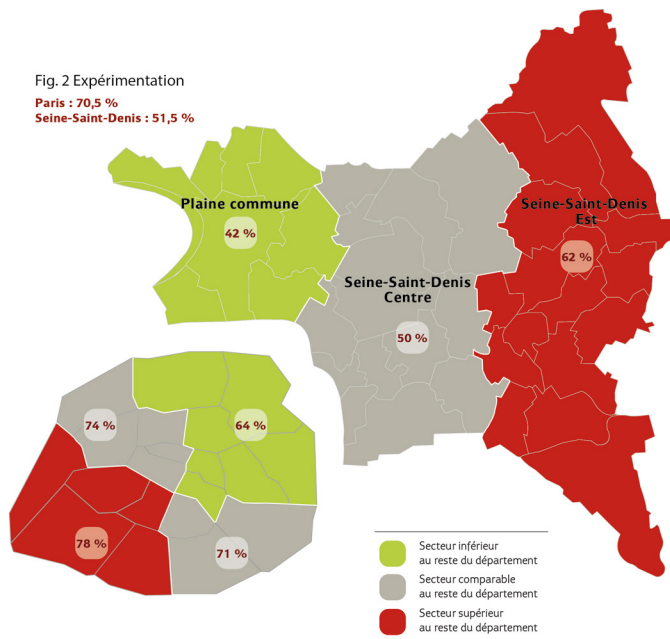 Fig. 2 Expérimentation
Paris : 70,5 %
Seine-Saint-Denis : 51,5 %
Plaine commune
42 %
Seine-Saint-Denis
Est
62 %
Seine-Saint-Denis
Centre
50 %
74 %
64 %
78 %
71 %
Secteur inférieur
au reste du département
Secteur comparable
au reste du département
Secteur supérieur
au reste du département